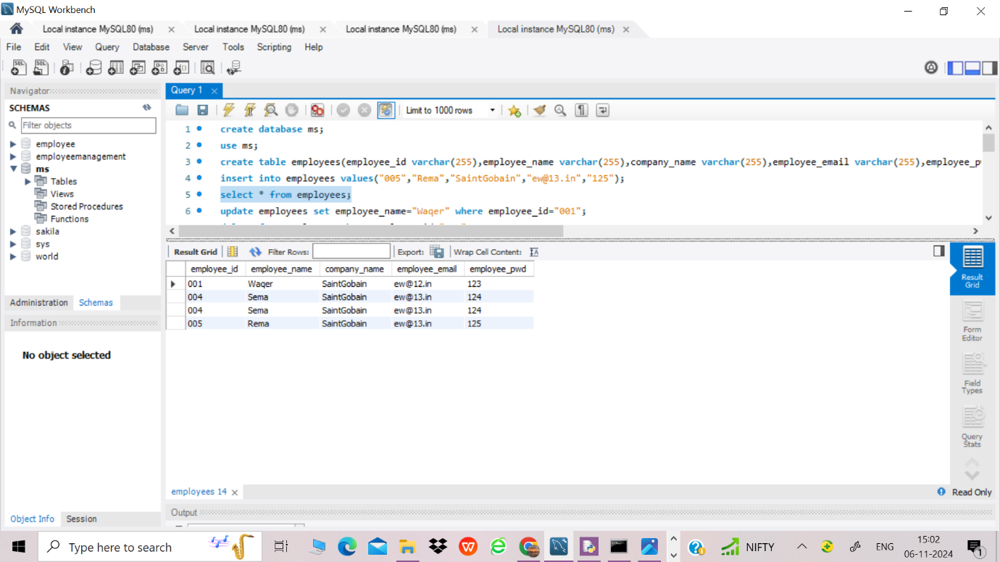 MySQL Workbench
Local instance MySQL80 (ms)
Local instance MySQL80 (ms)
Local instance MySQL80 (ms)
Local instance MySQL80 (ms)
File Edit View Query Database Server Tools Scripting Help
Navigator
Query 1
SCHEMAS
Filter objects
employee
employeemanagement
ms
Tables
Views
Stored Procedures
Functions
sakila
sys
world
Administration Schemas
Information
No object selected
Object Info Session
Limit to 1000 rows
1 create database ms;
2 use ms;
3 create table employees(employee_id varchar(255),employee_name varchar(255),company_name varchar(255),employee_email varchar(255),employee_p
4 insert into employees values("005","Rema","SaintGobain","ew@13.in","125");
5 select * from employees;
6 update employees set employee_name="Waqer" where employee_id="001";
Result Grid Filter Rows: Export: Wrap Cell Content:
employee_id employee_name company_name employee_email employee_pwd
001 Waqer SaintGobain ew@12.in 123
004 Sema SaintGobain ew@13.in 124
004 Sema SaintGobain ew@13.in 124
005 Rema SaintGobain ew@13.in 125
Result
Grid
Form
Editor
Field
Types
Query
Stats
employees 14
Read Only
Output
Type here to search
NIFTY
ENG
15:02
06-11-2024
1